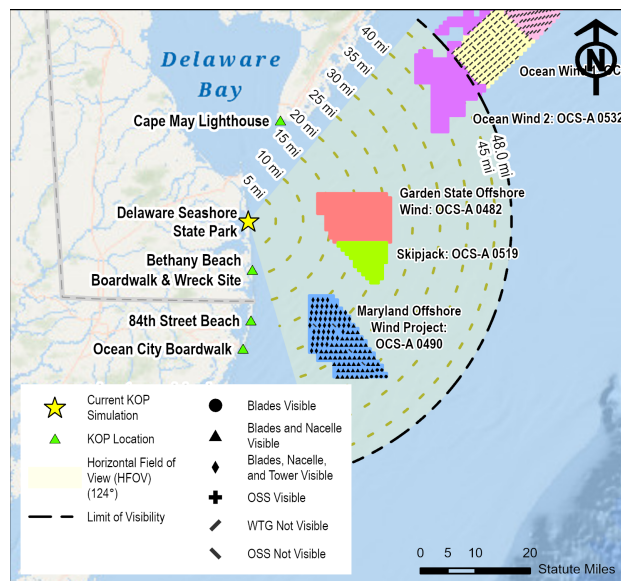 Delaware
Bay
40 mi
35 mi
30 mi
25 mi
20 mi
15 mi
10 mi
5 mi
N
Ocean Wind 1: OC
Cape May Lighthouse
Ocean Wind 2: OCS-A 0532
48.0 mi
45 mi
Garden State Offshore
Wind: OCS-A 0482
Delaware Seashore
State Park
Skipjack: OCS-A 0519
Bethany Beach
Boardwalk & Wreck Site
Maryland Offshore
Wind Project:
OCS-A 0490
84th Street Beach
Ocean City Boardwalk
Current KOP
Simulation
KOP Location
Horizontal Field of
View (HFOV)
(124°)
Limit of Visibility
Blades Visible
Blades and Nacelle
Visible
Blades, Nacelle,
and Tower Visible
OSS Visible
WTG Not Visible
OSS Not Visible
0 5 10 20
Statute Miles